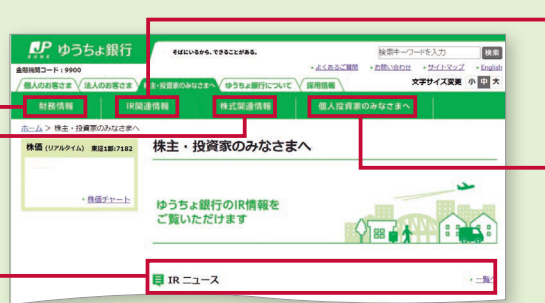 JP ゆうちょ銀行
そばにいるから、できることがある。
検索キーワードを入力 検索
金融機関コード：9900
・よくあるご質問 ・お問い合わせ ・サイトマップ ・English
個人のお客さま 法人のお客さま 株主・投資家のみなさまへ ゆうちょ銀行について 採用情報 文字サイズ変更 小 中 大
財務情報 IR関連情報 株式関連情報 個人投資家のみなさまへ
ホーム > 株主・投資家のみなさまへ
株価 (リアルタイム) 東証1部:7182
株主・投資家のみなさまへ
・株価チャート
ゆうちょ銀行のIR情報を
ご覧いただけます
IR ニュース
・一覧へ